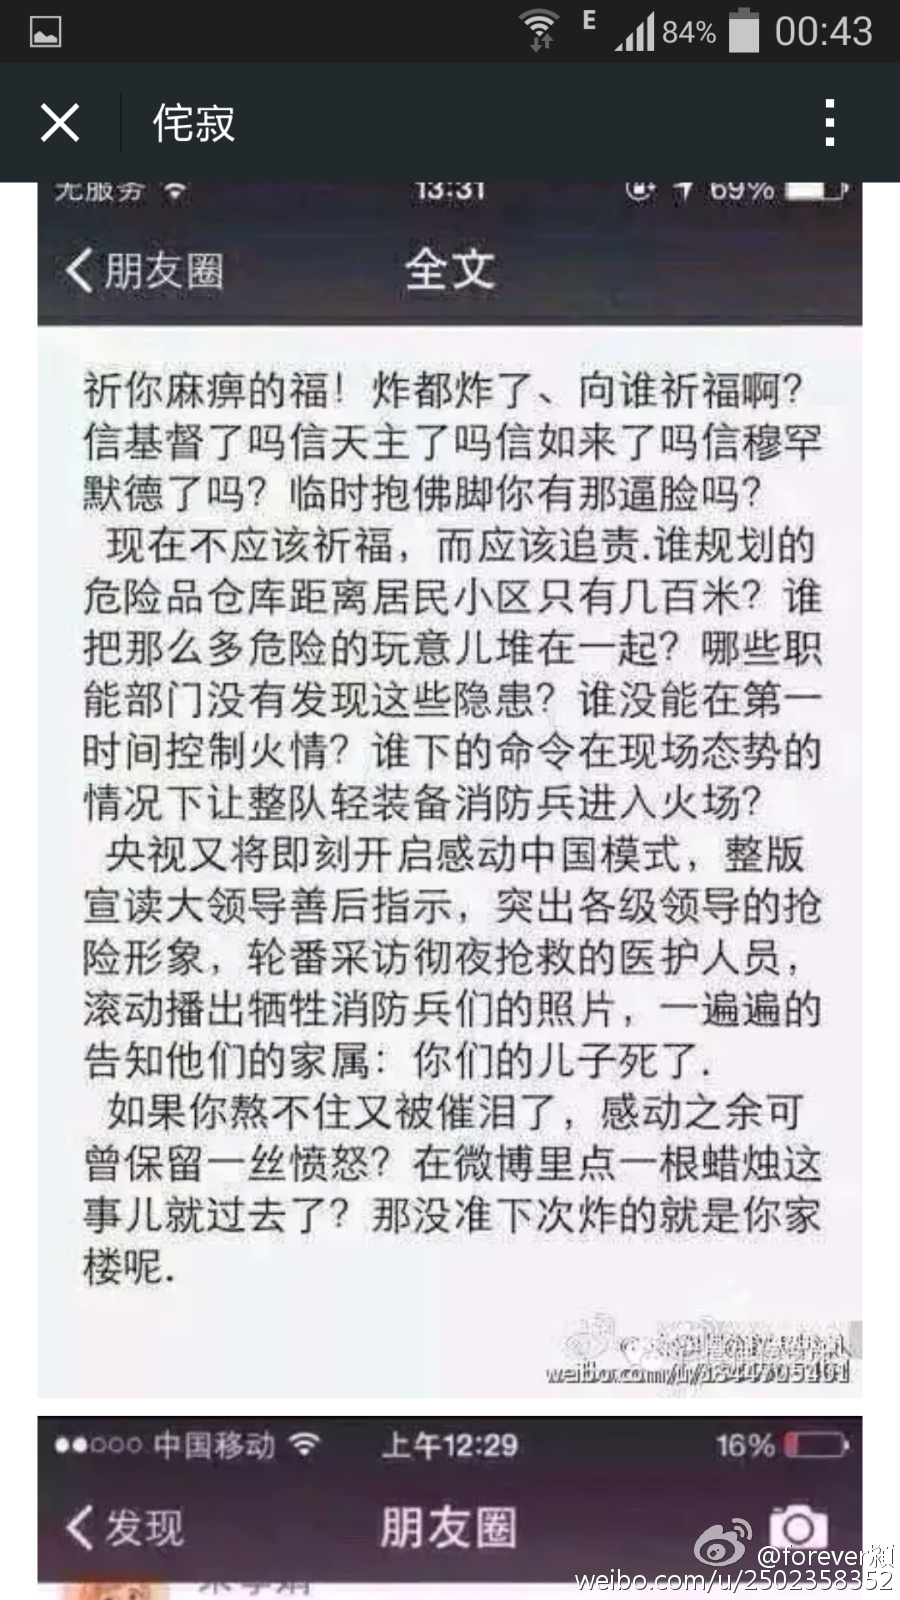 E 84% 00:43
侘寂
无服务 13:31 69%
朋友圈 全文
祈你麻痹的福！炸都炸了、向谁祈福啊？
信基督了吗信天主了吗信如来了吗信穆罕
默德了吗？临时抱佛脚你有那逼脸吗？
现在不应该祈福，而应该追责.谁规划的
危险品仓库距离居民小区只有几百米？谁
把那么多危险的玩意儿堆在一起？哪些职
能部门没有发现这些隐患？谁没能在第一
时间控制火情？谁下的命令在现场态势的
情况下让整队轻装备消防兵进入火场？
央视又将即刻开启感动中国模式，整版
宣读大领导善后指示，突出各级领导的抢
险形象，轮番采访彻夜抢救的医护人员，
滚动播出牺牲消防兵们的照片，一遍遍的
告知他们的家属：你们的儿子死了.
如果你熬不住又被催泪了，感动之余可
曾保留一丝愤怒？在微博里点一根蜡烛这
事儿就过去了？那没准下次炸的就是你家
楼呢.
中国移动 上午12:29 16%
发现 朋友圈
@forever颖
weibo.com/u/2502358352